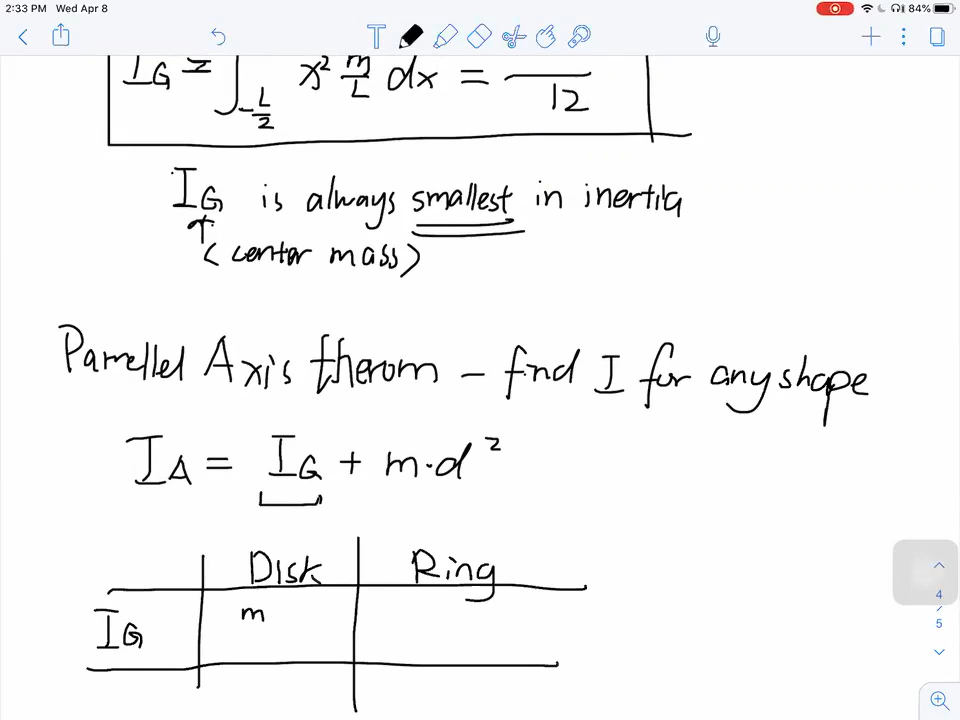 2:33 PM Wed Apr 8
84%
I_G = ∫_{-L/2} x² m/L dx = /12
I_G is always smallest in inertia
(center mass)
Parrelled Axis therom – find I for any shape
I_A = I_G + m·d²
Disk Ring
I_G m
4
/
5